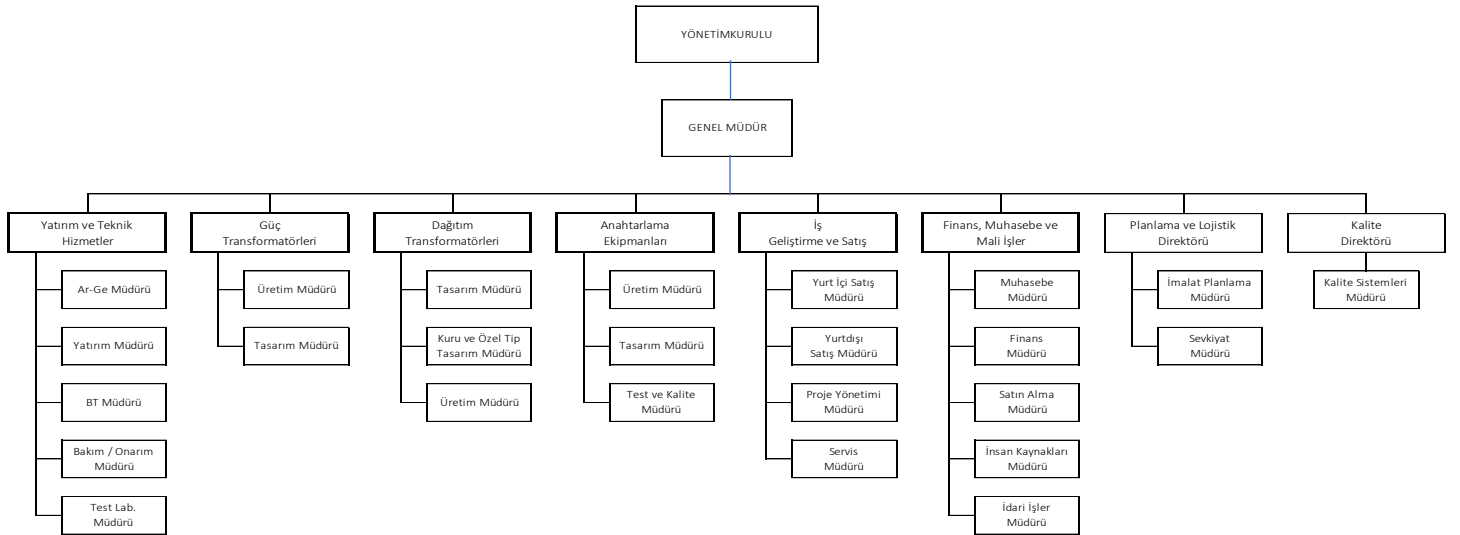 YÖNETİMKURULU
GENEL MÜDÜR
Yatırım ve Teknik
Hizmetler
Ar-Ge Müdürü
Yatırım Müdürü
BT Müdürü
Bakım / Onarım
Müdürü
Test Lab.
Müdürü
Güç
Transformatörleri
Üretim Müdürü
Tasarım Müdürü
Dağıtım
Transformatörleri
Tasarım Müdürü
Kuru ve Özel Tip
Tasarım Müdürü
Üretim Müdürü
Anahtarlama
Ekipmanları
Üretim Müdürü
Tasarım Müdürü
Test ve Kalite
Müdürü
İş
Geliştirme ve Satış
Yurt İçi Satış
Müdürü
Yurtdışı
Satış Müdürü
Proje Yönetimi
Müdürü
Servis
Müdürü
Finans, Muhasebe ve
Mali İşler
Muhasebe
Müdürü
Finans
Müdürü
Satın Alma
Müdürü
İnsan Kaynakları
Müdürü
İdari İşler
Müdürü
Planlama ve Lojistik
Direktörü
İmalat Planlama
Müdürü
Sevkiyat
Müdürü
Kalite
Direktörü
Kalite Sistemleri
Müdürü